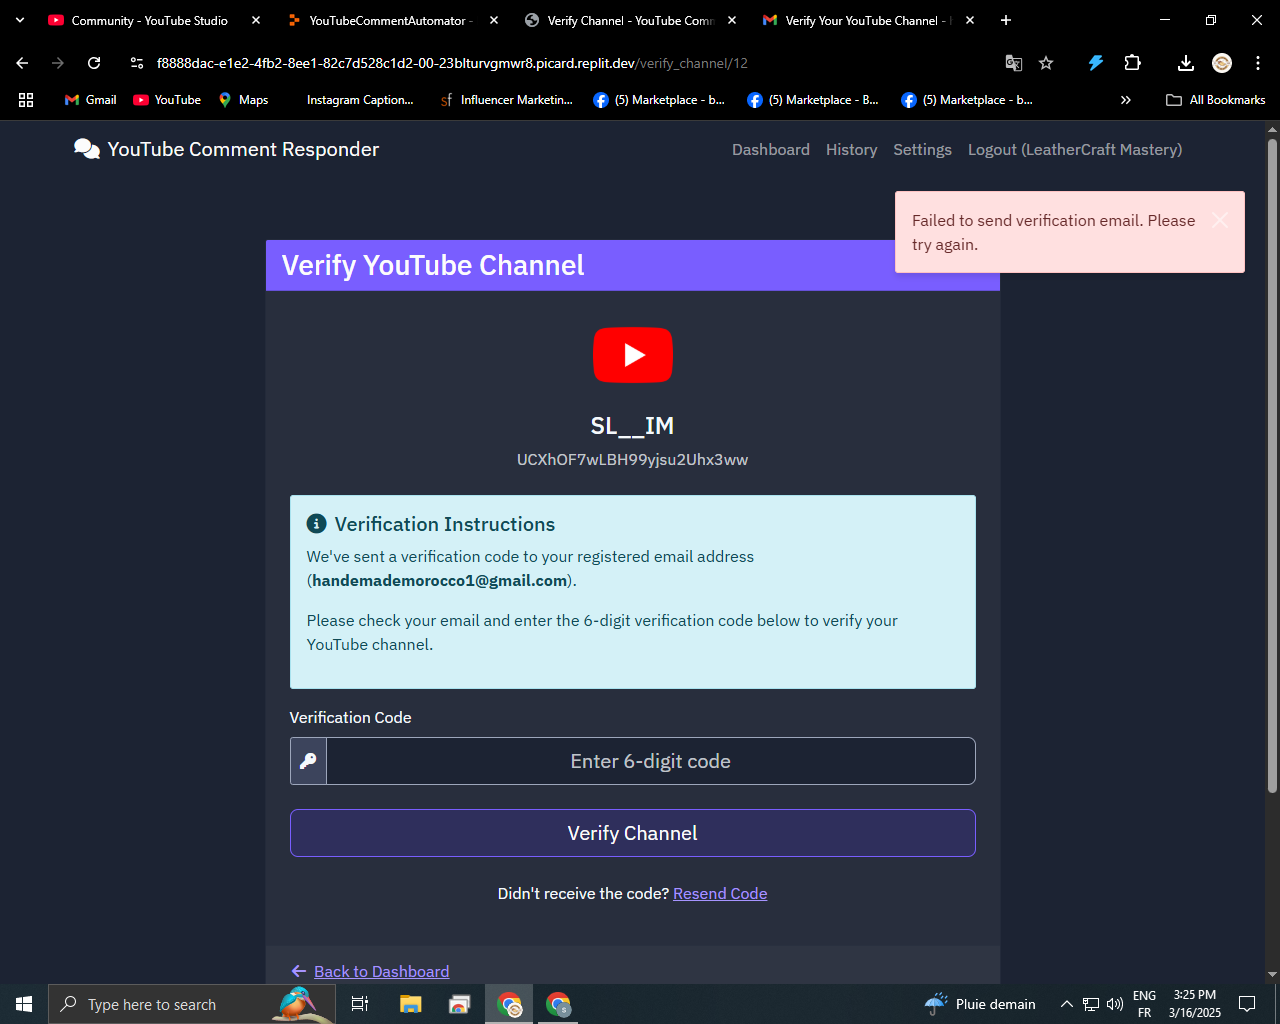 Community - YouTube Studio
YouTubeCommentAutomator -
Verify Channel - YouTube Comm
Verify Your YouTube Channel -
f8888dac-e1e2-4fb2-8ee1-82c7d528c1d2-00-23blturvgmwr8.picard.replit.dev/verify_channel/12
Gmail
YouTube
Maps
Instagram Caption...
sf Influencer Marketin...
(5) Marketplace - b...
(5) Marketplace - B...
(5) Marketplace - b...
All Bookmarks
YouTube Comment Responder
Dashboard
History
Settings
Logout (LeatherCraft Mastery)
Failed to send verification email. Please
try again.
Verify YouTube Channel
SL__IM
UCXhOF7wLBH99yjsu2Uhx3ww
Verification Instructions
We've sent a verification code to your registered email address
(handemademorocco1@gmail.com).
Please check your email and enter the 6-digit verification code below to verify your
YouTube channel.
Verification Code
Enter 6-digit code
Verify Channel
Didn't receive the code? Resend Code
Back to Dashboard
Type here to search
Pluie demain
ENG
FR
3:25 PM
3/16/2025